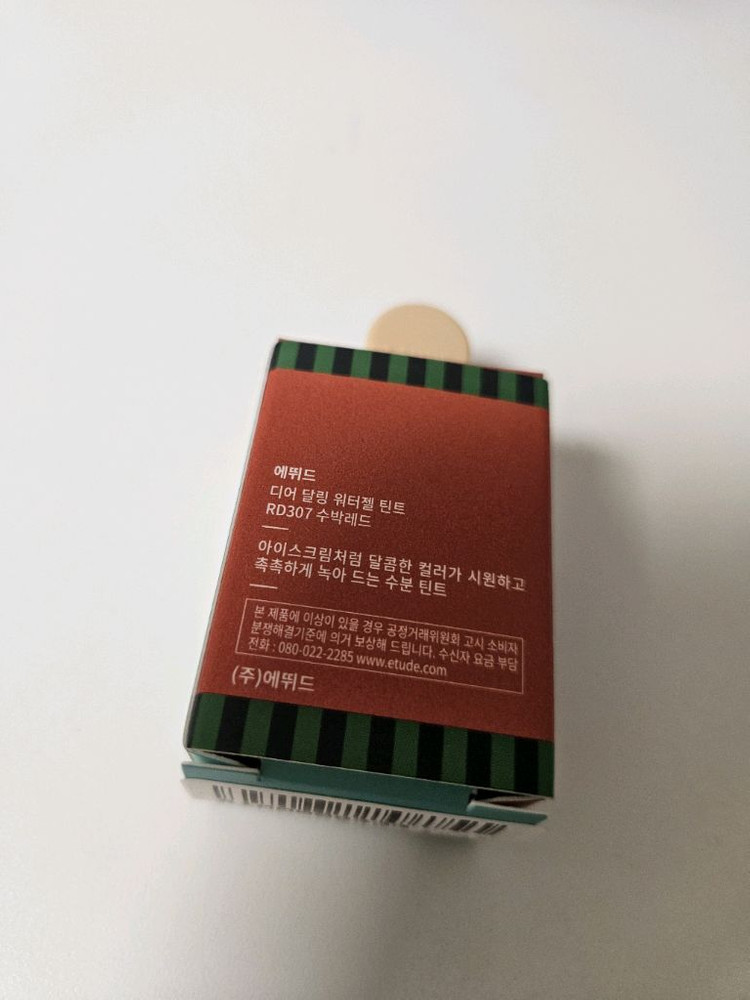 에뛰드
디어 달링 워터젤 틴트
RD307 수박레드
아이스크림처럼 달콤한 컬러가 시원하고
촉촉하게 녹아 드는 수분 틴트
본 제품에 이상이 있을 경우 공정거래위원회 고시 소비자
분쟁해결기준에 의거 보상해 드립니다. 수신자 요금 부담
전화 : 080-022-2285 www.etude.com
(주)에뛰드